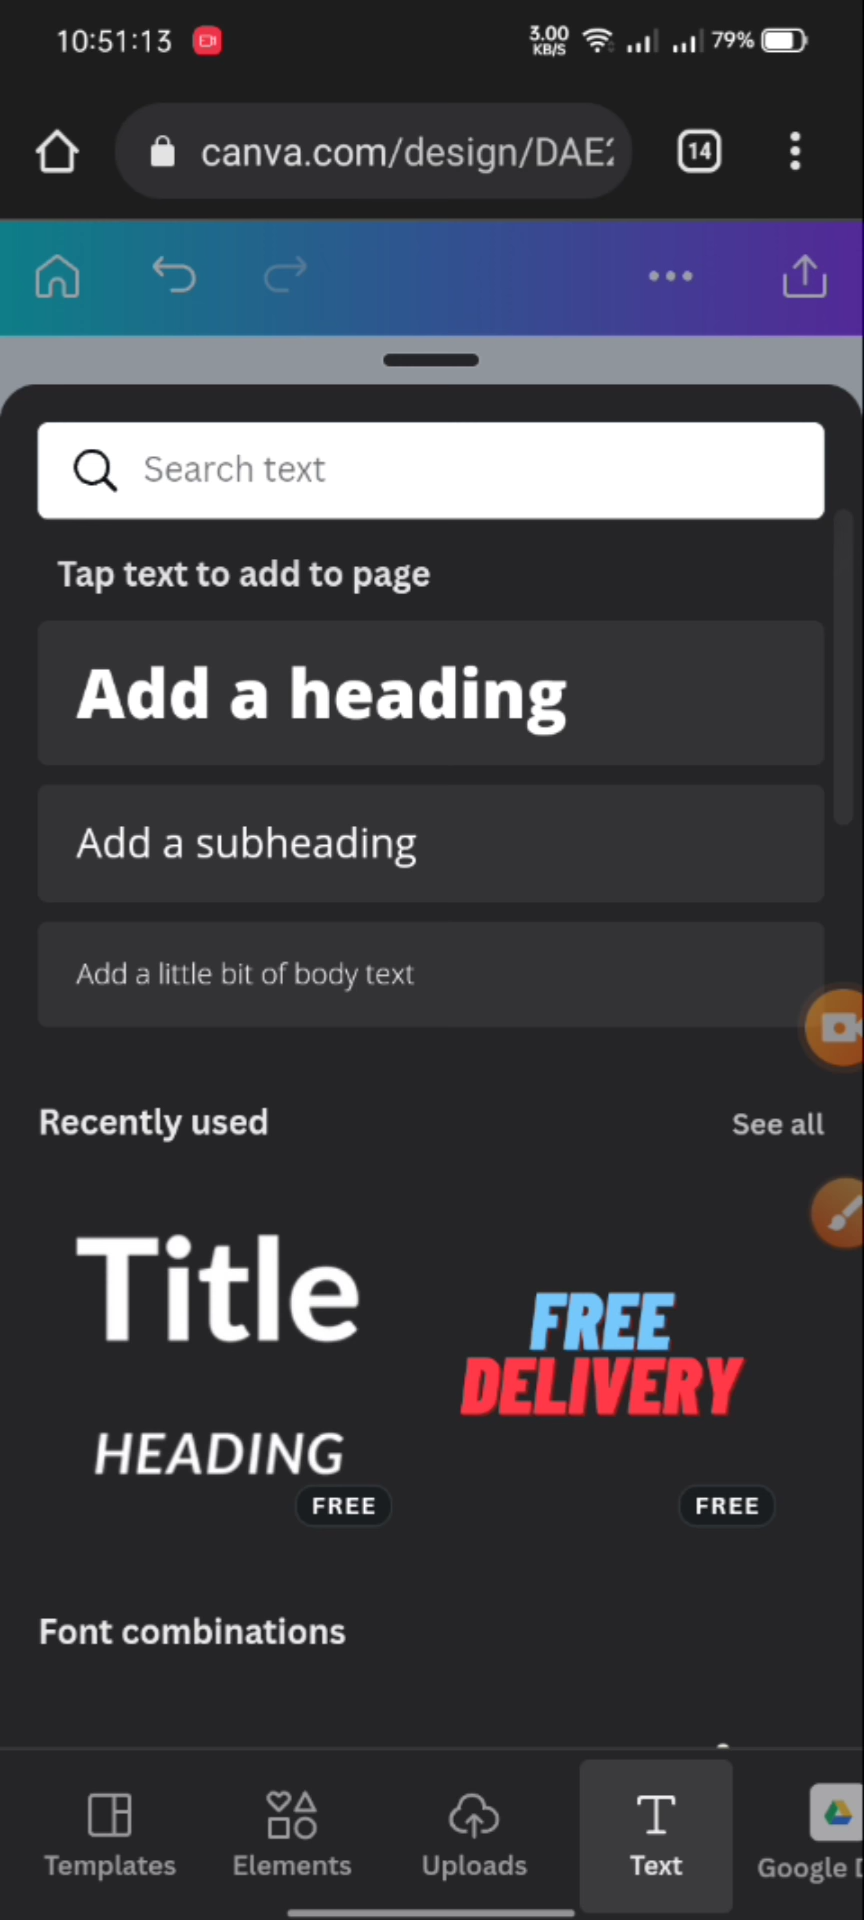 10:51:13
3.00
KB/S
79%
canva.com/design/DAE
14
Search text
Tap text to add to page
Add a heading
Add a subheading
Add a little bit of body text
Recently used
See all
Title
HEADING
FREE
FREE
DELIVERY
FREE
Font combinations
Templates
Elements
Uploads
Text
Google